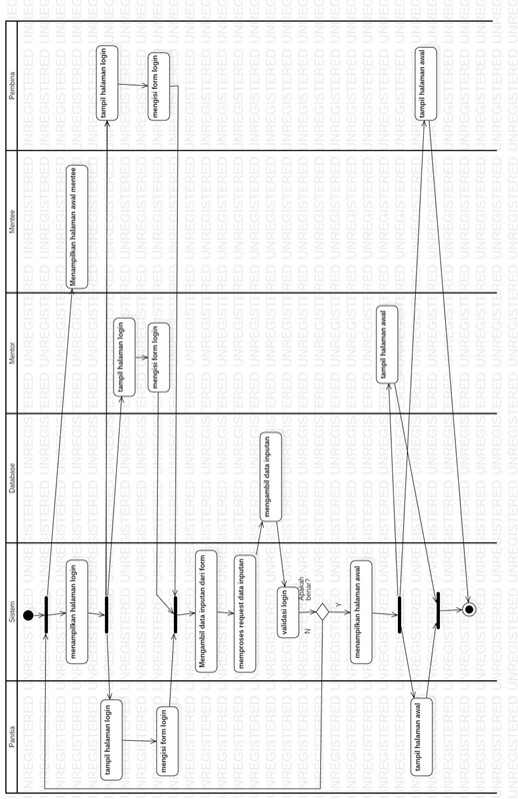 Panitia Sistem Database Mentor Mentee Pembina
menampilkan halaman login
Menampilkan halaman awal mentee
tampil halaman login
tampil halaman login
tampil halaman login
mengisi form login
mengisi form login
mengisi form login
Mengambil data inputan dari form
memproses request data inputan
mengambil data inputan
validasi login
N
Apakah
benar?
Y
menampilkan halaman awal
tampil halaman awal
tampil halaman awal
tampil halaman awal
UNREGISTERED